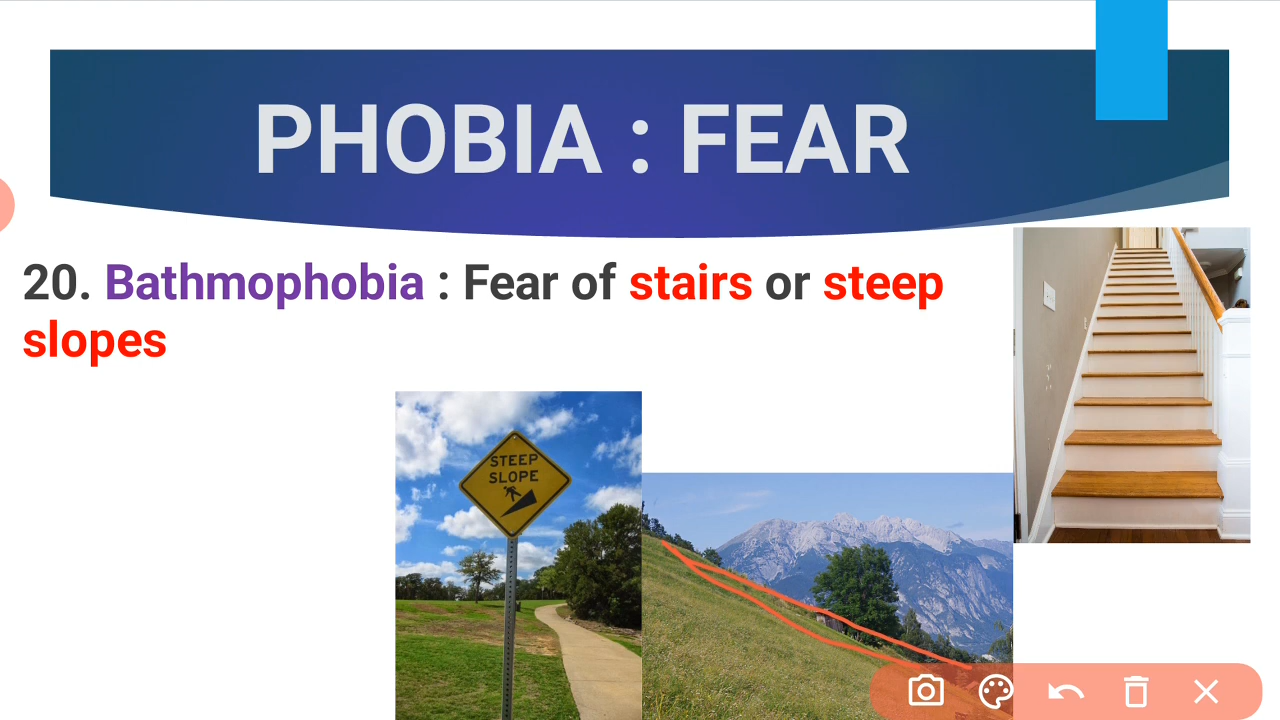 PHOBIA : FEAR
20. Bathmophobia : Fear of stairs or steep
slopes
STEEP
SLOPE